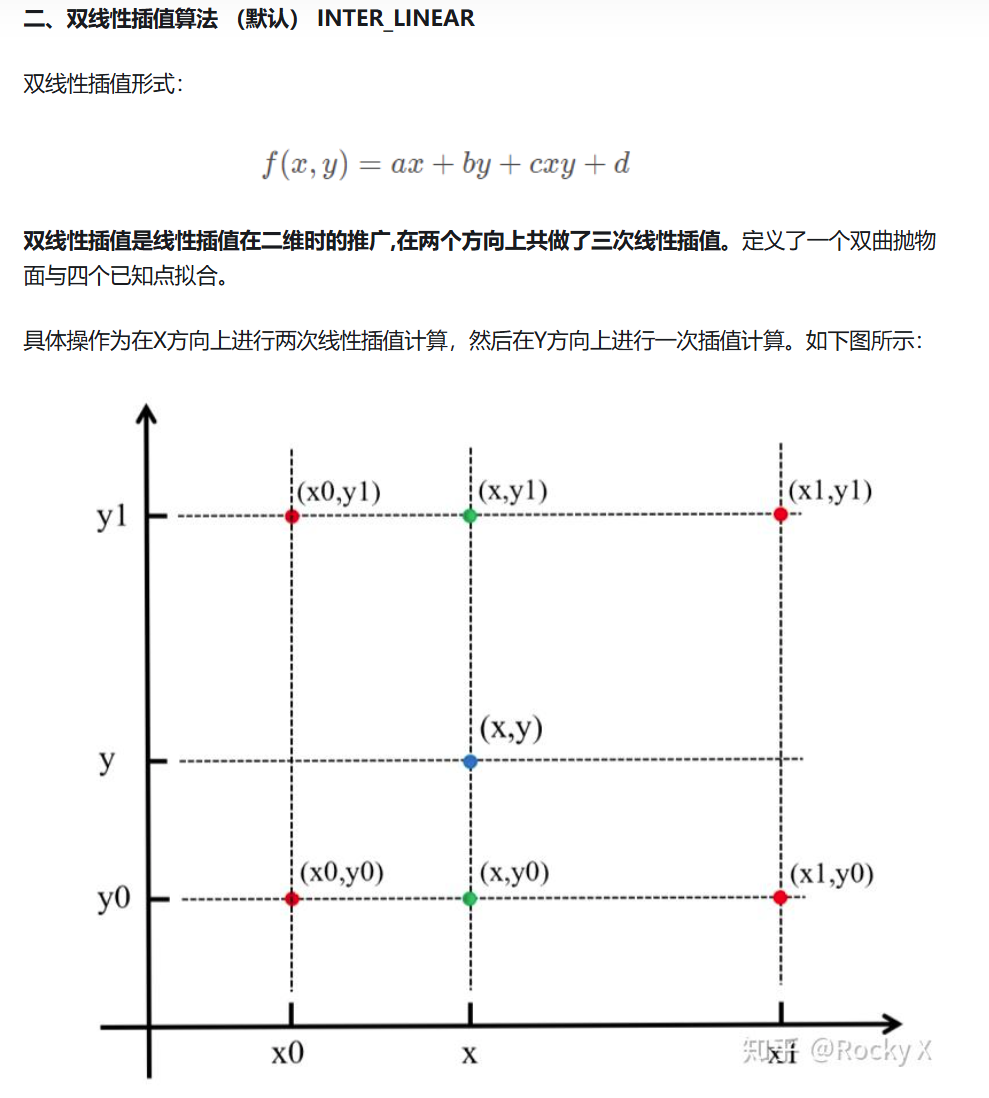 二、双线性插值算法 （默认） INTER_LINEAR
双线性插值形式：
f(x, y) = ax + by + cxy + d
双线性插值是线性插值在二维时的推广,在两个方向上共做了三次线性插值。定义了一个双曲抛物
面与四个已知点拟合。
具体操作为在X方向上进行两次线性插值计算，然后在Y方向上进行一次插值计算。如下图所示：
(x0,y1) (x,y1) (x1,y1)
y1
(x,y)
y
(x0,y0) (x,y0) (x1,y0)
y0
x0 x x1
知乎 @Rocky X